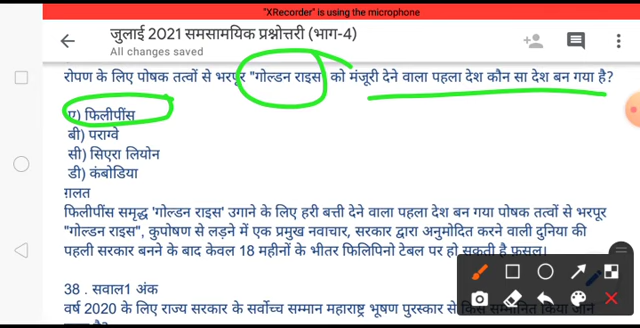 "XRecorder" is using the microphone
जुलाई 2021 समसामयिक प्रश्नोत्तरी (भाग-4)
All changes saved
रोपण के लिए पोषक तत्वों से भरपूर "गोल्डन राइस" को मंजूरी देने वाला पहला देश कौन सा देश बन गया है?
ए) फिलीपींस
बी) पराग्वे
सी) सिएरा लियोन
डी) कंबोडिया
ग़लत
फिलीपींस समृद्ध 'गोल्डन राइस' उगाने के लिए हरी बत्ती देने वाला पहला देश बन गया पोषक तत्वों से भरपूर
"गोल्डन राइस", कुपोषण से लड़ने में एक प्रमुख नवाचार, सरकार द्वारा अनुमोदित करने वाली दुनिया की
पहली सरकार बनने के बाद केवल 18 महीनों के भीतर फिलिपिनो टेबल पर हो सकती है फ़सल।
38 . सवाल1 अंक
वर्ष 2020 के लिए राज्य सरकार के सर्वोच्च सम्मान महाराष्ट्र भूषण पुरस्कार से किसे सम्मानित किया जाने